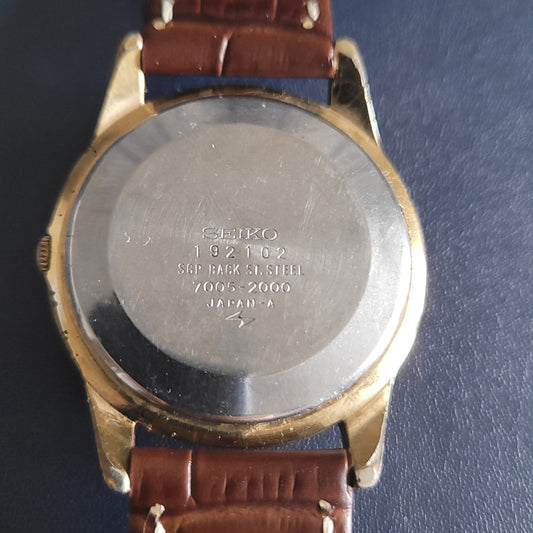 SEIKO
192102
SGP BACK ST. STEEL
7005-2000
JAPAN-A